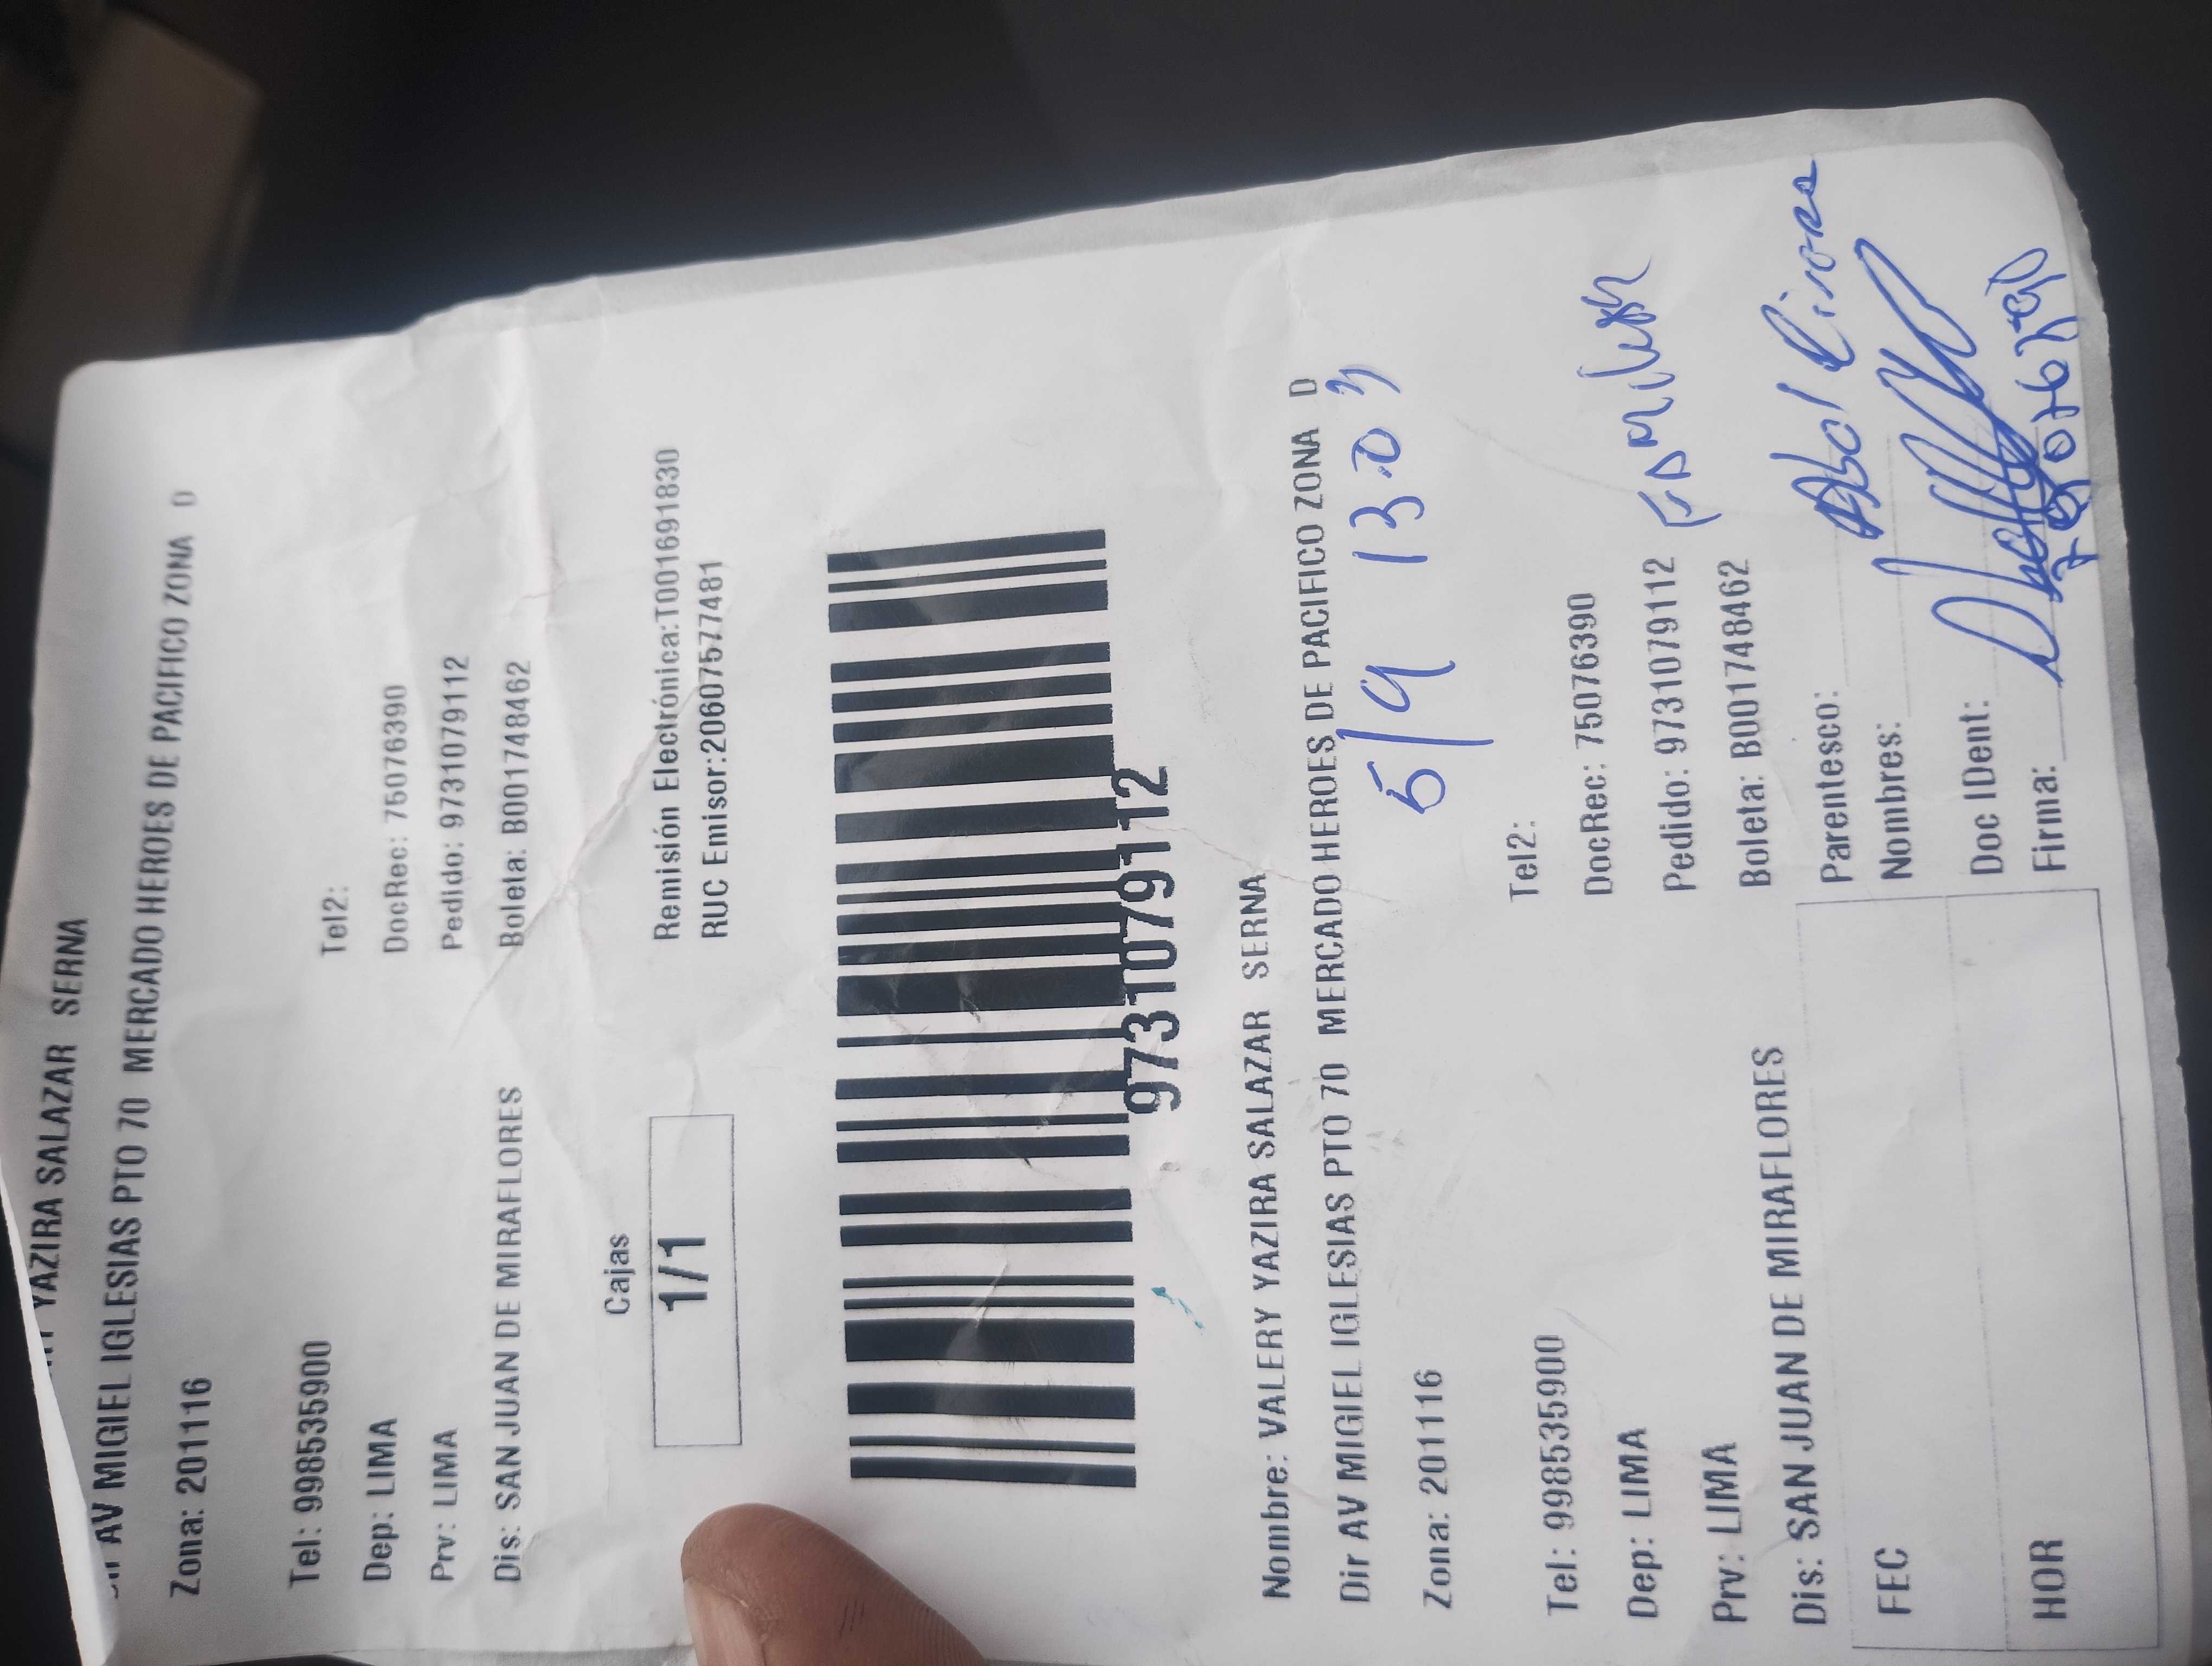 YAZIRA SALAZAR SERNA
AV MIGIEL IGLESIAS PTO 70 MERCADO HEROES DE PACIFICO ZONA D
Zona: 201116
Tel: 998535900 Tel2:
Dep: LIMA DocRec: 75076390
Prv: LIMA Pedido: 9731079112
Dis: SAN JUAN DE MIRAFLORES Boleta: B001748462
Cajas
1/1
Remisión Electrónica:T001691830
RUC Emisor:20607577481
9731079112
Nombre: VALERY YAZIRA SALAZAR SERNA
Dir AV MIGIEL IGLESIAS PTO 70 MERCADO HEROES DE PACIFICO ZONA D
5/9 13.04
Zona: 201116
Tel: 998535900 Tel2:
Dep: LIMA DocRec: 75076390
Prv: LIMA Pedido: 9731079112
Dis: SAN JUAN DE MIRAFLORES Boleta: B001748462
FEC
HOR
Parentesco: Familiar
Nombres: Abel
Doc IDent:
Firma: